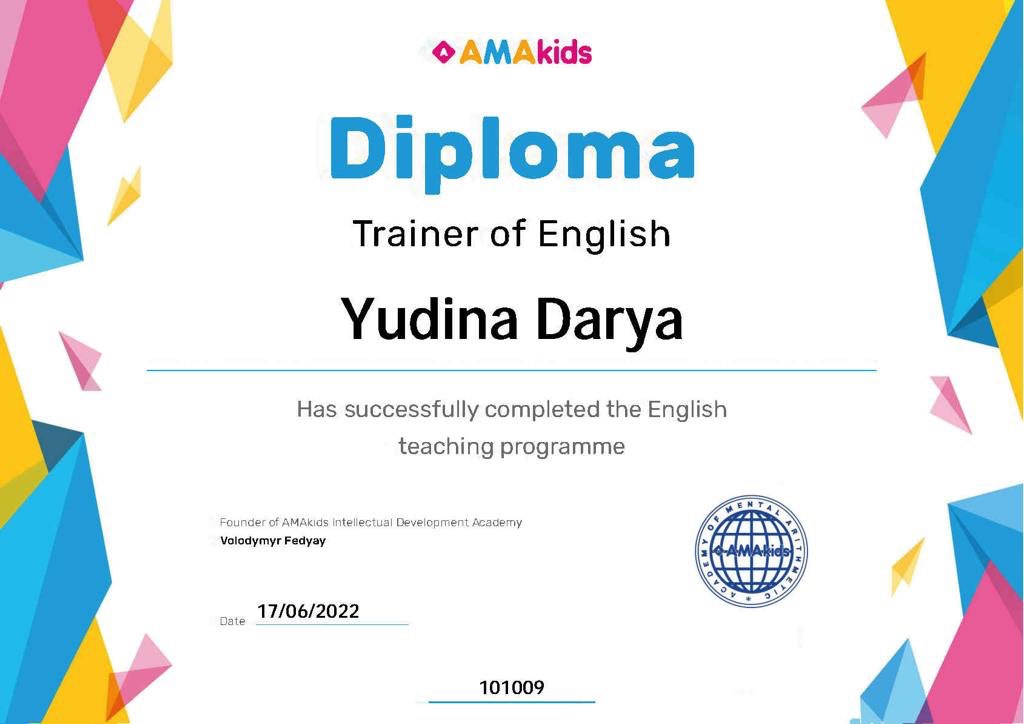 AMAkids
Diploma
Trainer of English
Yudina Darya
Has successfully completed the English
teaching programme
Founder of AMAkids Intellectual Development Academy
Volodymyr Fedyay
Date 17/06/2022
ACADEMY OF MENTAL ARITHMETIC
AMAkids
101009